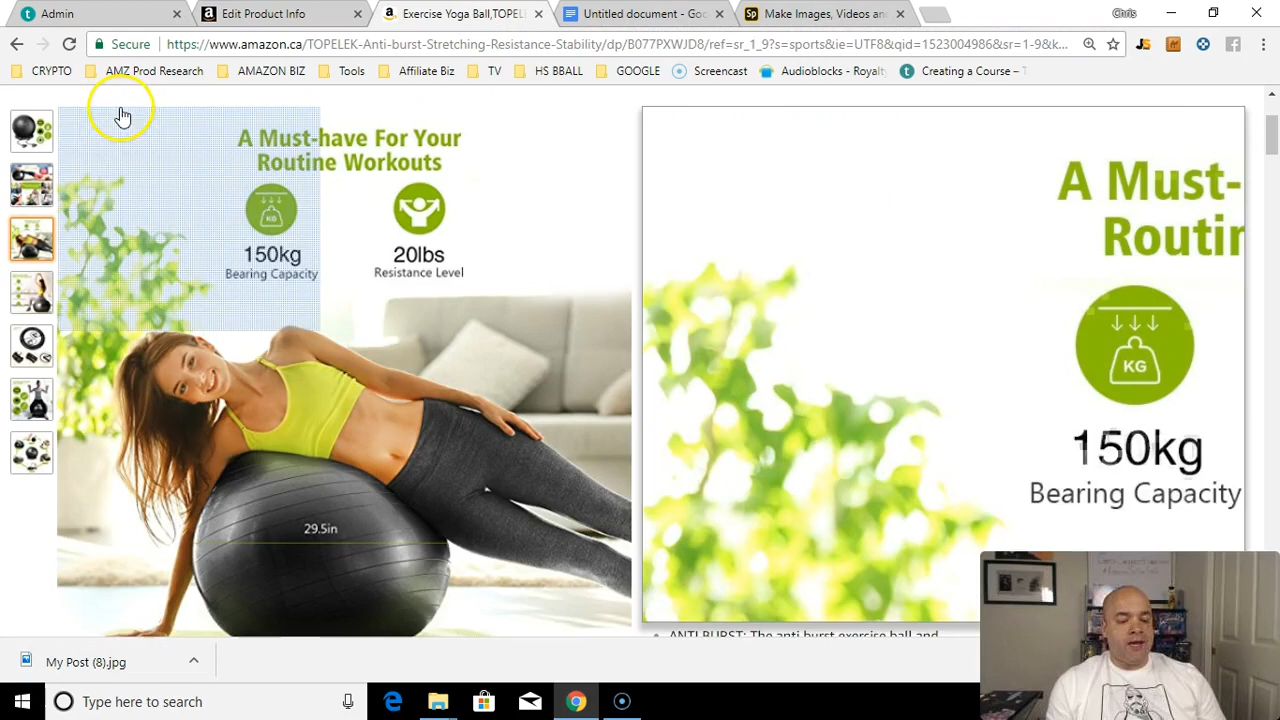 Admin
Edit Product Info
Exercise Yoga Ball,TOPEL
Untitled document - Goo
Make Images, Videos an
Chris
Secure
https://www.amazon.ca/TOPELEK-Anti-burst-Stretching-Resistance-Stability/dp/B077PXWJD8/ref=sr_1_9?s=sports&ie=UTF8&qid=1523004986&sr=1-9&k...
CRYPTO
AMZ Prod Research
AMAZON BIZ
Tools
Affiliate Biz
TV
HS BBALL
GOOGLE
Screencast
Audioblocks - Royalt
Creating a Course – T
A Must-have For Your
Routine Workouts
150kg
Bearing Capacity
20lbs
Resistance Level
29.5in
A Must-
Routin
KG
150kg
Bearing Capacity
ANTI BURST: The anti burst exercise ball and
My Post (8).jpg
Type here to search